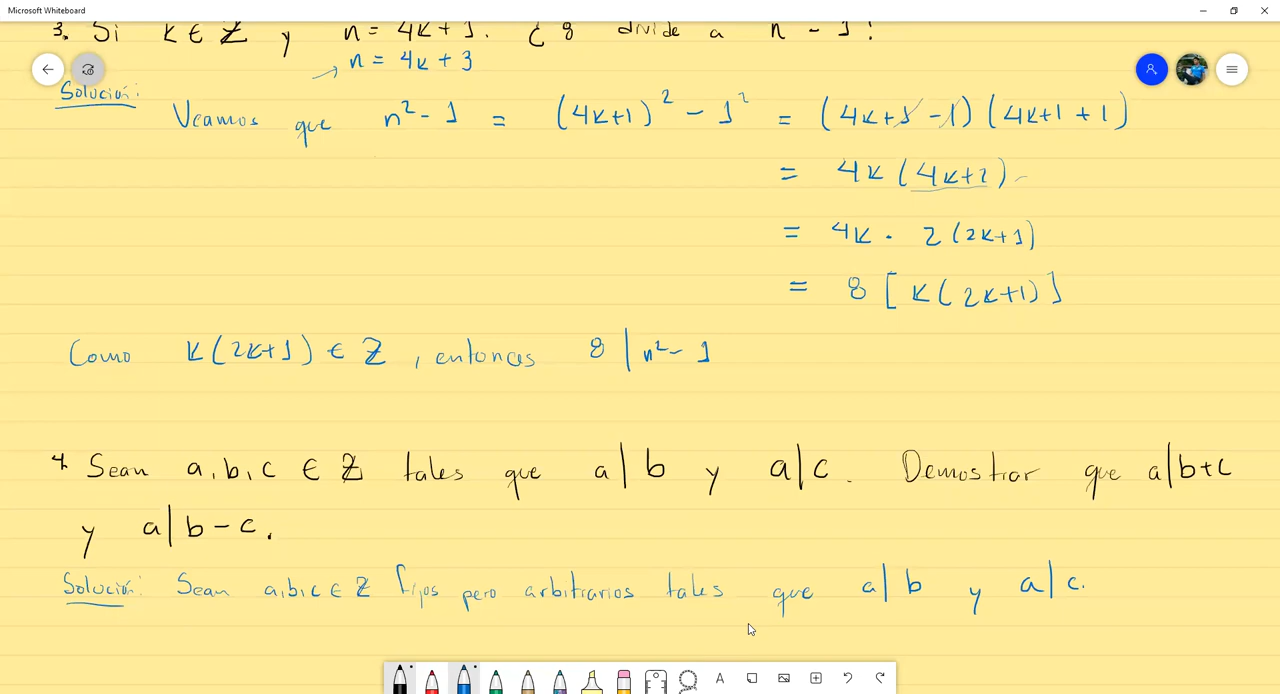 Microsoft Whiteboard
3. Si k ∈ ℤ y n = 4k + 1. ¿ 8 divide a n - 1?
→ n = 4k + 3
Solución:
Veamos que n² - 1 = (4k+1)² - 1² = (4k+1 - 1)(4k+1 + 1)
= 4k (4k+2)
= 4k · 2(2k+1)
= 8 [k(2k+1)]
Como k(2k+1) ∈ ℤ, entonces 8 | n² - 1
4. Sean a, b, c ∈ ℤ tales que a|b y a|c. Demostrar que a|b+c
y a|b-c.
Solución: Sean a,b,c ∈ ℤ fijos pero arbitrarios tales que a|b y a|c.
A